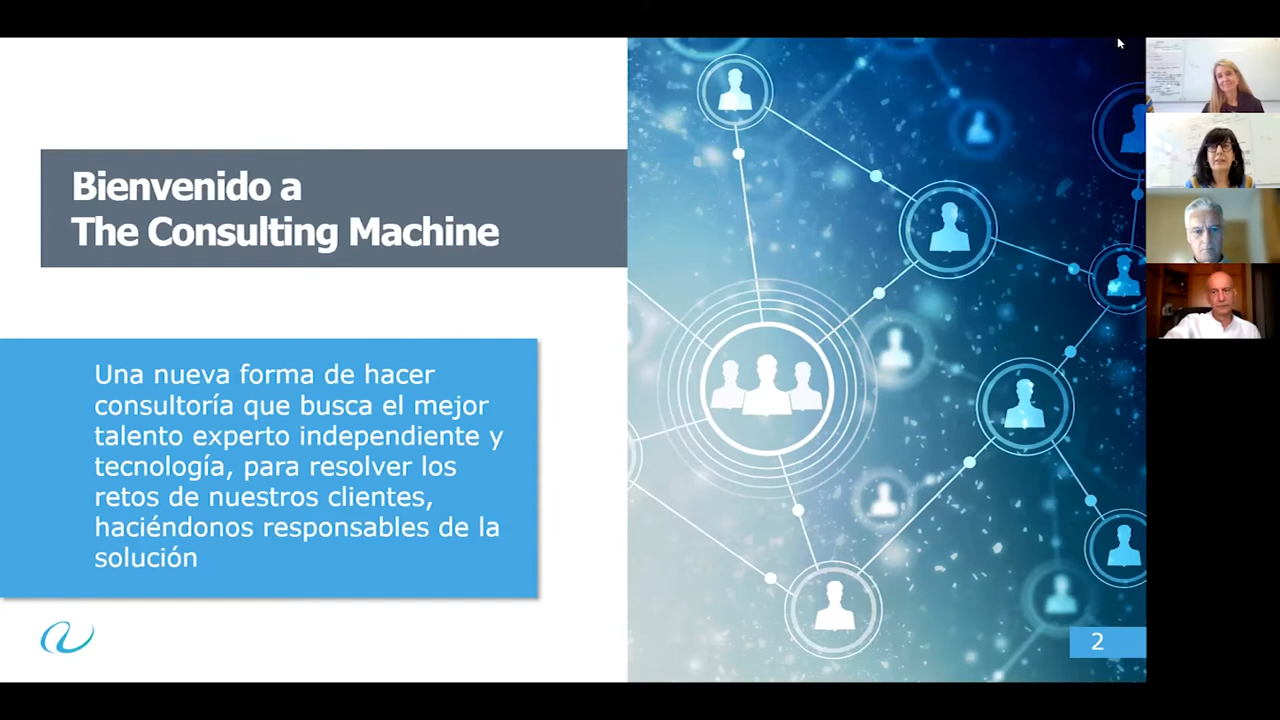 Bienvenido a
The Consulting Machine
Una nueva forma de hacer
consultoría que busca el mejor
talento experto independiente y
tecnología, para resolver los
retos de nuestros clientes,
haciéndonos responsables de la
solución
2